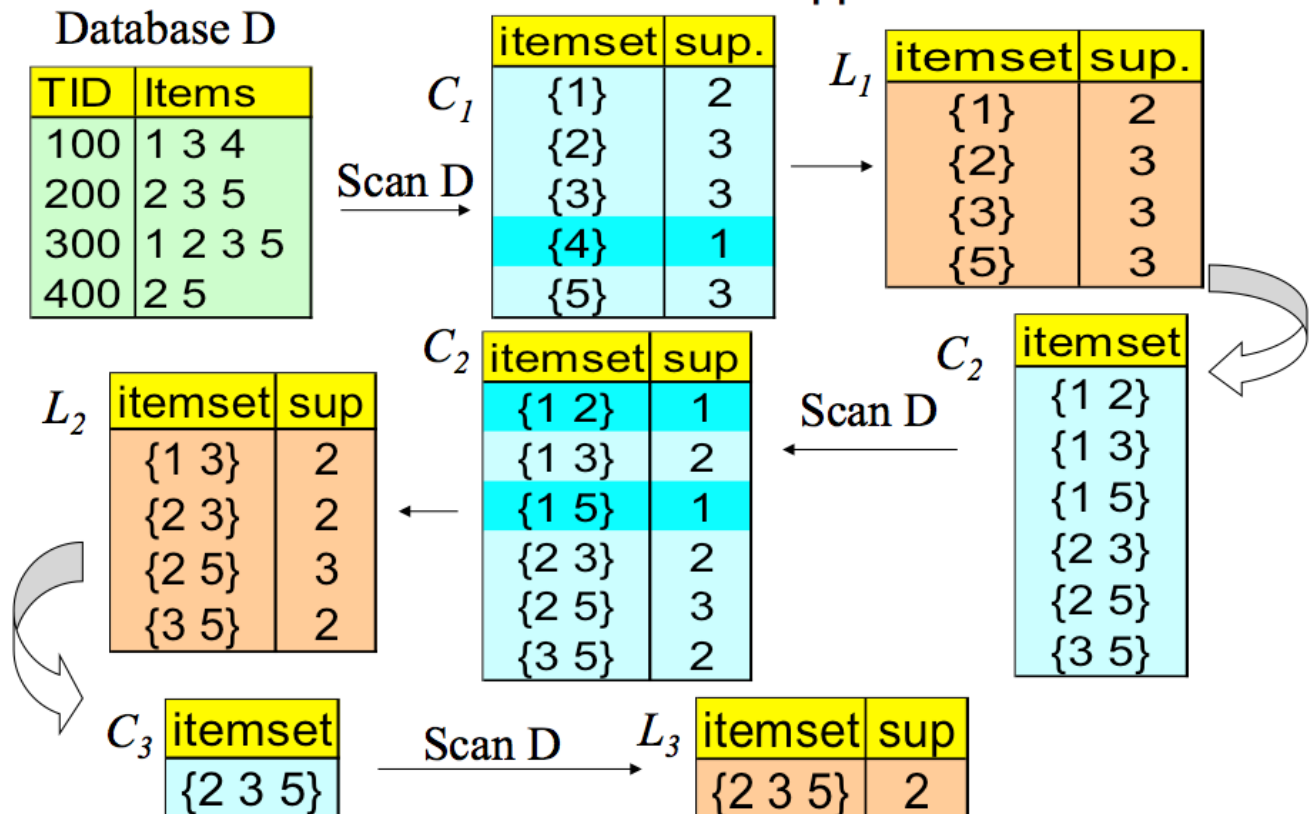 Database D
TID Items
100 1 3 4
200 2 3 5
300 1 2 3 5
400 2 5
Scan D
C1
itemset sup.
{1} 2
{2} 3
{3} 3
{4} 1
{5} 3
L1
itemset sup.
{1} 2
{2} 3
{3} 3
{5} 3
C2
itemset
{1 2}
{1 3}
{1 5}
{2 3}
{2 5}
{3 5}
Scan D
C2
itemset sup
{1 2} 1
{1 3} 2
{1 5} 1
{2 3} 2
{2 5} 3
{3 5} 2
L2
itemset sup
{1 3} 2
{2 3} 2
{2 5} 3
{3 5} 2
C3
itemset
{2 3 5}
Scan D
L3
itemset sup
{2 3 5} 2